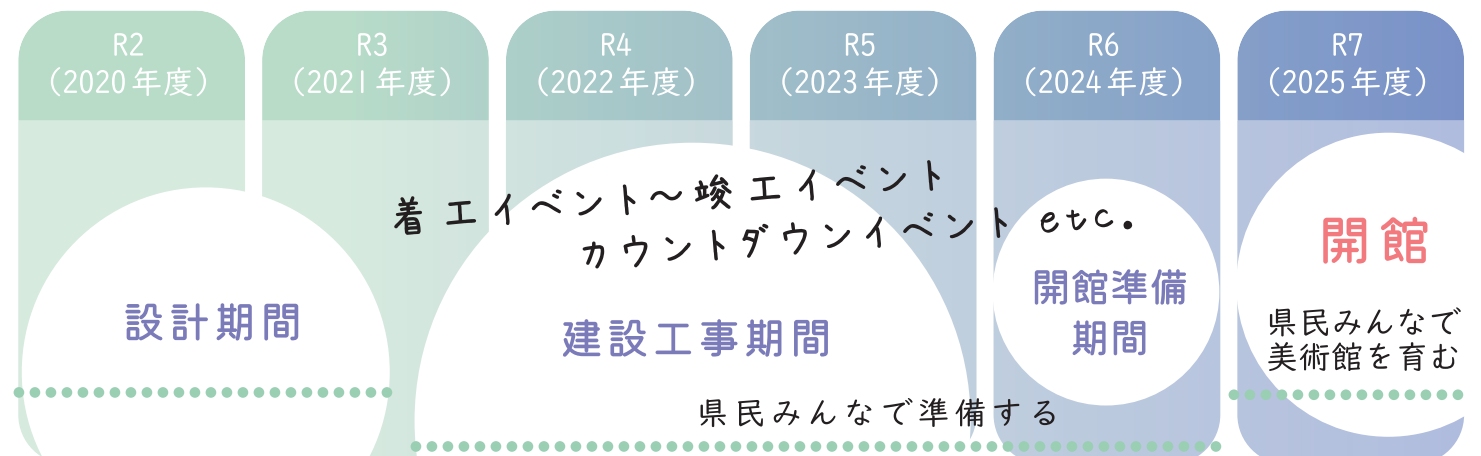 R2
（2020年度）
R3
（2021年度）
R4
（2022年度）
R5
（2023年度）
R6
（2024年度）
R7
（2025年度）
着工イベント〜竣工イベント
カウントダウンイベント etc.
設計期間
建設工事期間
開館準備
期間
開館
県民みんなで
美術館を育む
県民みんなで準備する